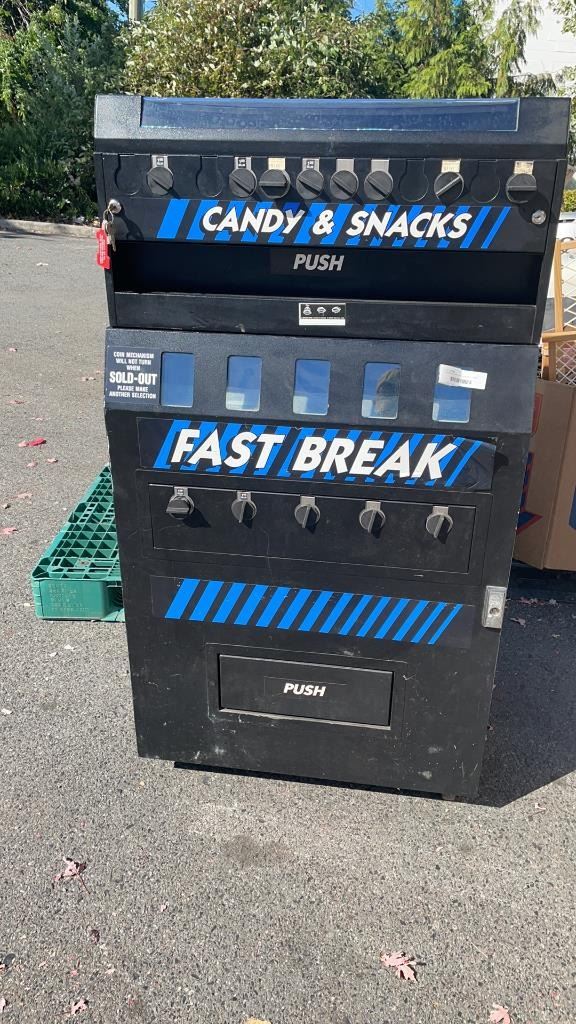 CANDY & SNACKS
PUSH
COIN MECHANISM
WILL NOT TURN
WHEN
SOLD-OUT
PLEASE MAKE
ANOTHER SELECTION
FAST BREAK
PUSH